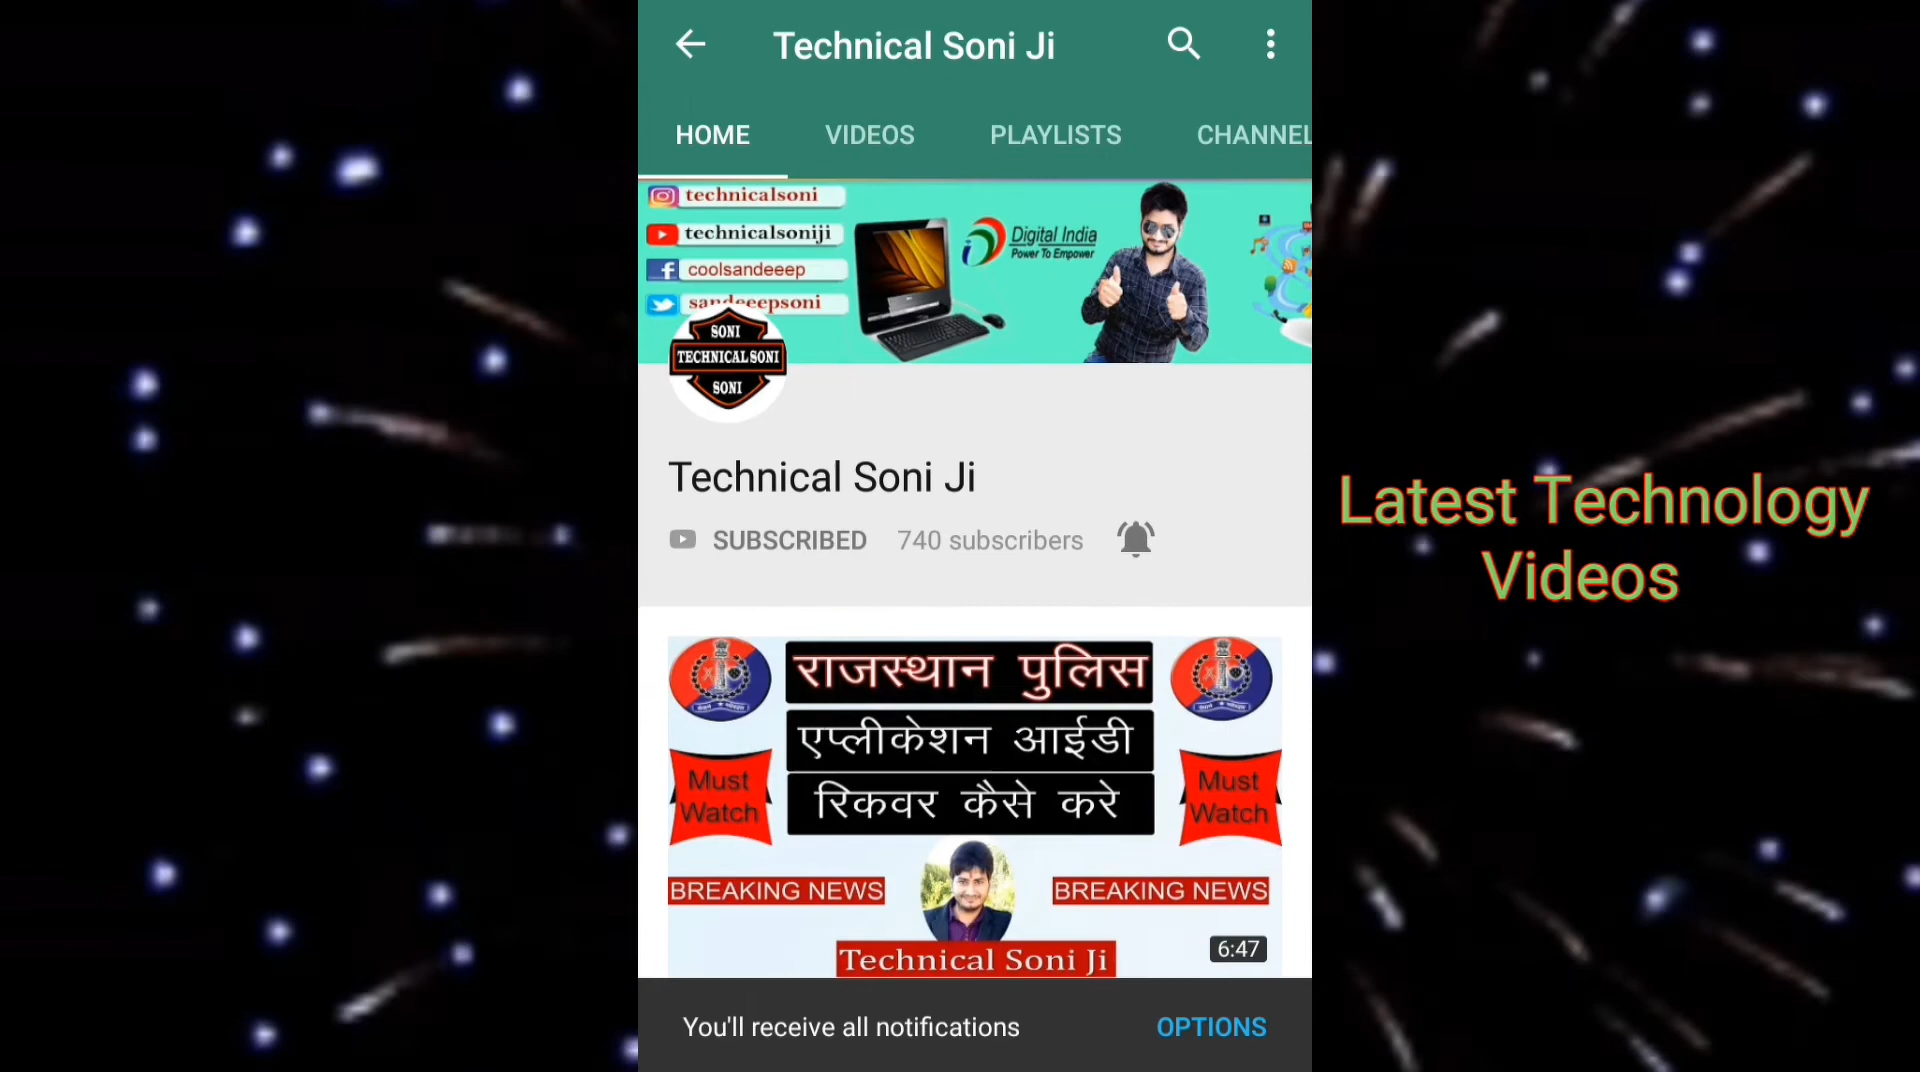 Technical Soni Ji
HOME VIDEOS PLAYLISTS CHANNEL
technicalsoni
technicalsoniji
coolsandeeep
sandeeepsoni
Digital India
Power To Empower
SONI
TECHNICAL SONI
SONI
Technical Soni Ji
SUBSCRIBED 740 subscribers
Latest Technology
Videos
राजस्थान पुलिस
एप्लीकेशन आईडी
रिकवर कैसे करे
Must
Watch
Must
Watch
BREAKING NEWS
BREAKING NEWS
Technical Soni Ji
6:47
You'll receive all notifications OPTIONS